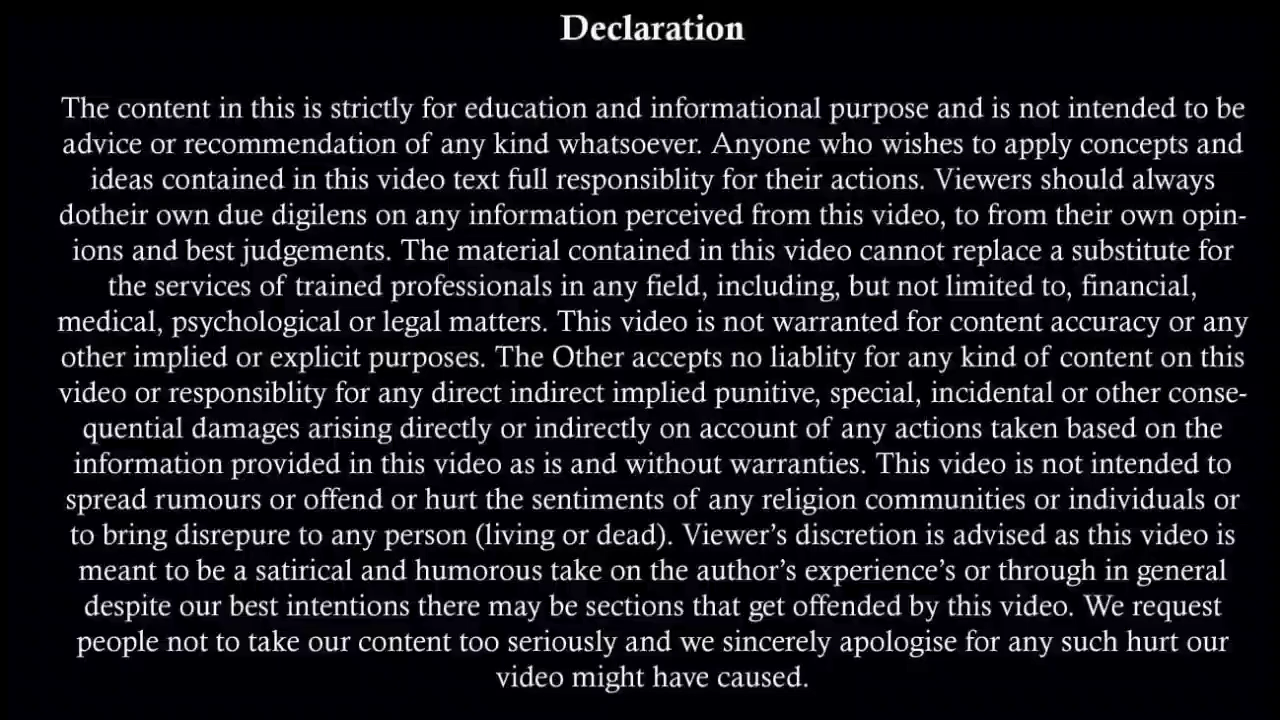 Declaration
The content in this is strictly for education and informational purpose and is not intended to be
advice or recommendation of any kind whatsoever. Anyone who wishes to apply concepts and
ideas contained in this video text full responsiblity for their actions. Viewers should always
dotheir own due digilens on any information perceived from this video, to from their own opin-
ions and best judgements. The material contained in this video cannot replace a substitute for
the services of trained professionals in any field, including, but not limited to, financial,
medical, psychological or legal matters. This video is not warranted for content accuracy or any
other implied or explicit purposes. The Other accepts no liablity for any kind of content on this
video or responsiblity for any direct indirect implied punitive, special, incidental or other conse-
quential damages arising directly or indirectly on account of any actions taken based on the
information provided in this video as is and without warranties. This video is not intended to
spread rumours or offend or hurt the sentiments of any religion communities or individuals or
to bring disrepure to any person (living or dead). Viewer's discretion is advised as this video is
meant to be a satirical and humorous take on the author's experience's or through in general
despite our best intentions there may be sections that get offended by this video. We request
people not to take our content too seriously and we sincerely apologise for any such hurt our
video might have caused.